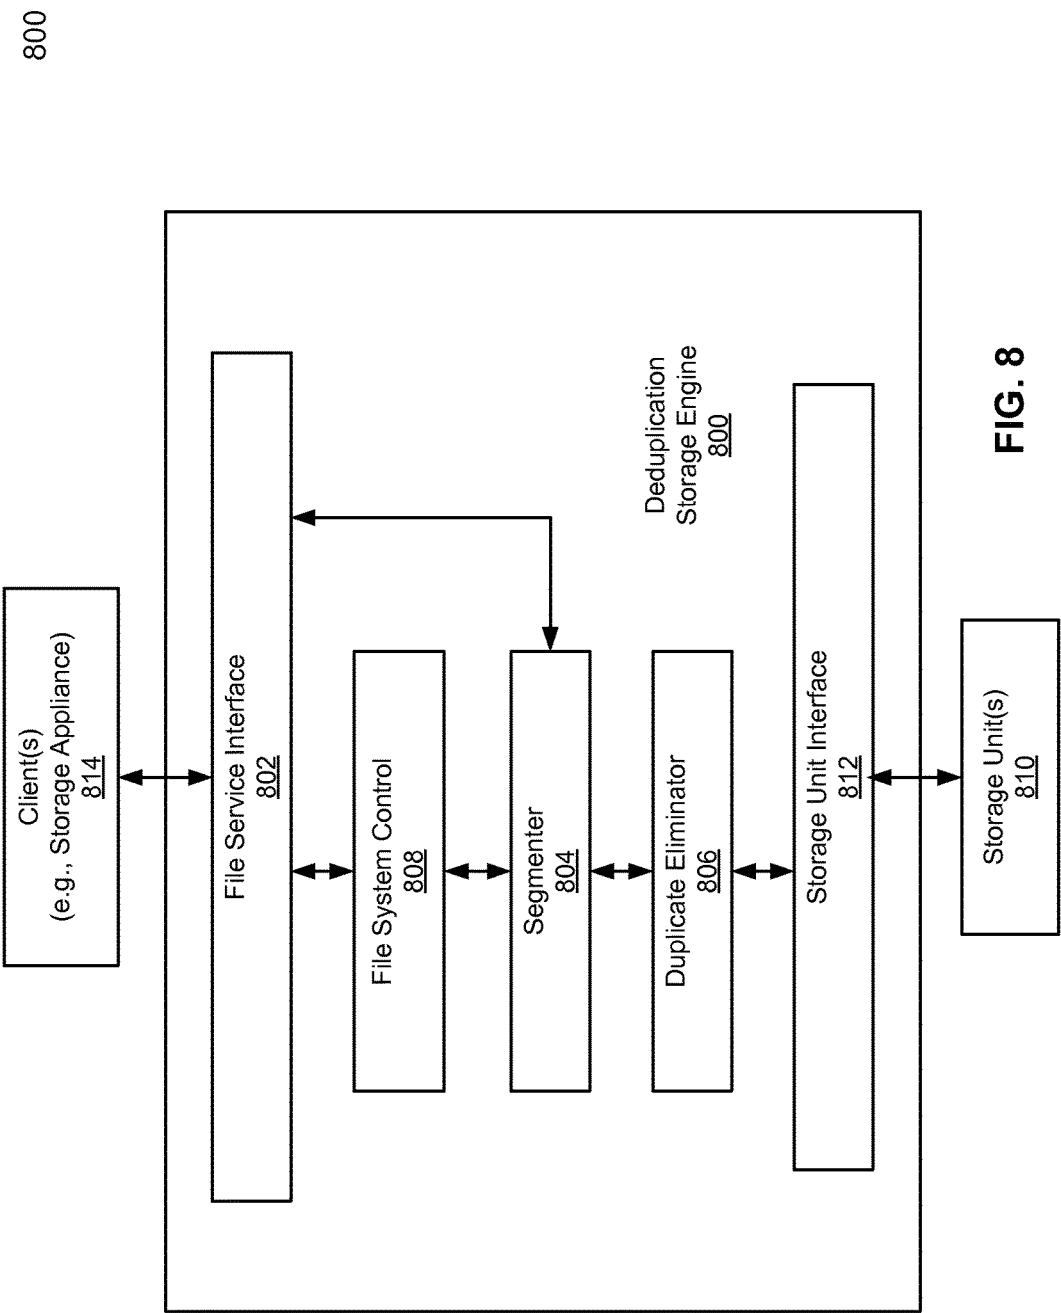 800
Client(s)
(e.g., Storage Appliance)
814
File Service Interface
802
File System Control
808
Segmenter
804
Duplicate Eliminator
806
Deduplication
Storage Engine
800
Storage Unit Interface
812
Storage Unit(s)
810
FIG. 8